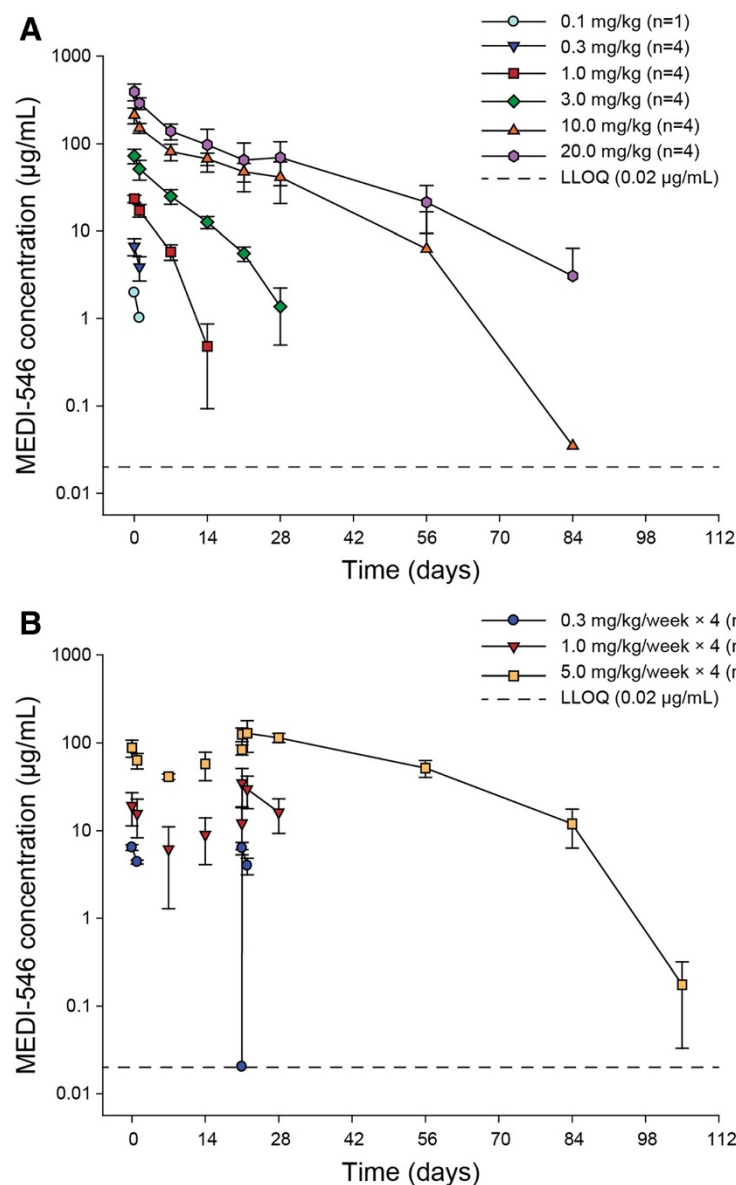 A
0.1 mg/kg (n=1)
0.3 mg/kg (n=4)
1.0 mg/kg (n=4)
3.0 mg/kg (n=4)
10.0 mg/kg (n=4)
20.0 mg/kg (n=4)
LLOQ (0.02 µg/mL)
MEDI-546 concentration (µg/mL)
1000
100
10
1
0.1
0.01
0 14 28 42 56 70 84 98 112
Time (days)
B
0.3 mg/kg/week × 4 (n
1.0 mg/kg/week × 4 (n
5.0 mg/kg/week × 4 (n
LLOQ (0.02 µg/mL)
MEDI-546 concentration (µg/mL)
1000
100
10
1
0.1
0.01
0 14 28 42 56 70 84 98 112
Time (days)